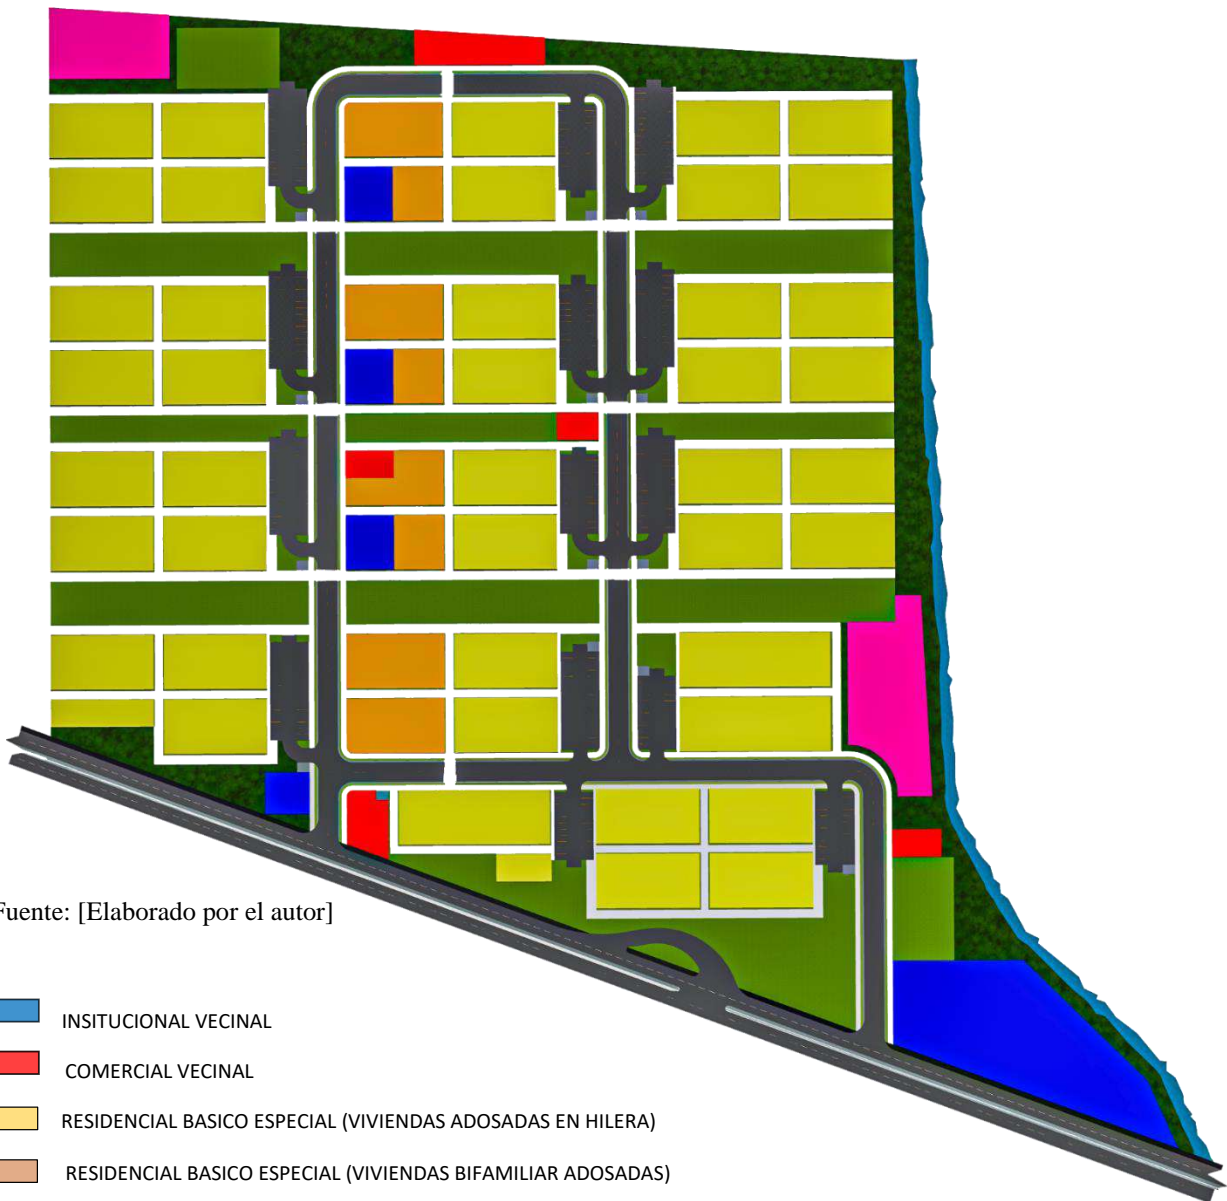 Fuente: [Elaborado por el autor]
INSITUCIONAL VECINAL
COMERCIAL VECINAL
RESIDENCIAL BASICO ESPECIAL (VIVIENDAS ADOSADAS EN HILERA)
RESIDENCIAL BASICO ESPECIAL (VIVIENDAS BIFAMILIAR ADOSADAS)